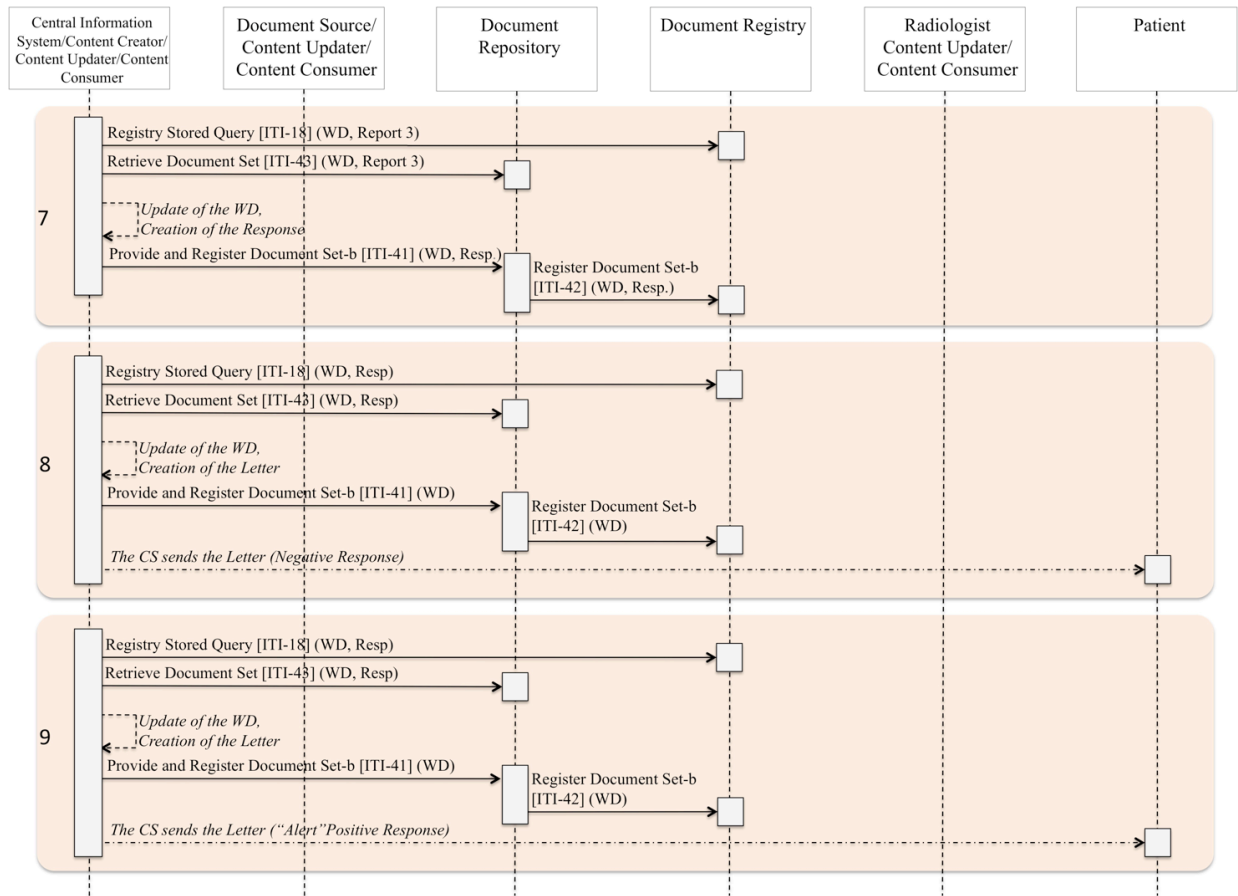 Central Information
System/Content Creator/
Content Updater/Content
Consumer
Document Source/
Content Updater/
Content Consumer
Document
Repository
Document Registry
Radiologist
Content Updater/
Content Consumer
Patient
7
Registry Stored Query [ITI-18] (WD, Report 3)
Retrieve Document Set [ITI-43] (WD, Report 3)
Update of the WD,
Creation of the Response
Provide and Register Document Set-b [ITI-41] (WD, Resp.)
Register Document Set-b
[ITI-42] (WD, Resp.)
8
Registry Stored Query [ITI-18] (WD, Resp)
Retrieve Document Set [ITI-43] (WD, Resp)
Update of the WD,
Creation of the Letter
Provide and Register Document Set-b [ITI-41] (WD)
Register Document Set-b
[ITI-42] (WD)
The CS sends the Letter (Negative Response)
9
Registry Stored Query [ITI-18] (WD, Resp)
Retrieve Document Set [ITI-43] (WD, Resp)
Update of the WD,
Creation of the Letter
Provide and Register Document Set-b [ITI-41] (WD)
Register Document Set-b
[ITI-42] (WD)
The CS sends the Letter (“Alert”Positive Response)